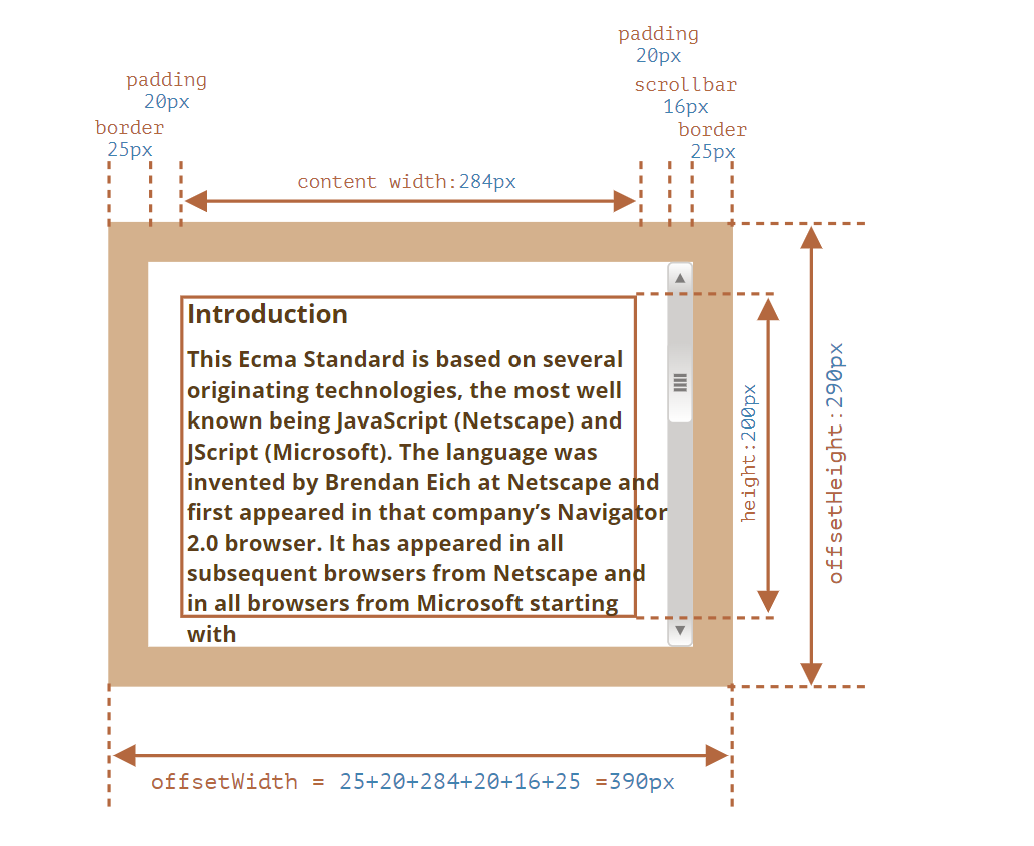 padding
20px
scrollbar
16px
border
25px
padding
20px
border
25px
content width:284px
Introduction
This Ecma Standard is based on several
originating technologies, the most well
known being JavaScript (Netscape) and
JScript (Microsoft). The language was
invented by Brendan Eich at Netscape and
first appeared in that company’s Navigator
2.0 browser. It has appeared in all
subsequent browsers from Netscape and
in all browsers from Microsoft starting
with
height:200px
offsetHeight:290px
offsetWidth = 25+20+284+20+16+25 =390px